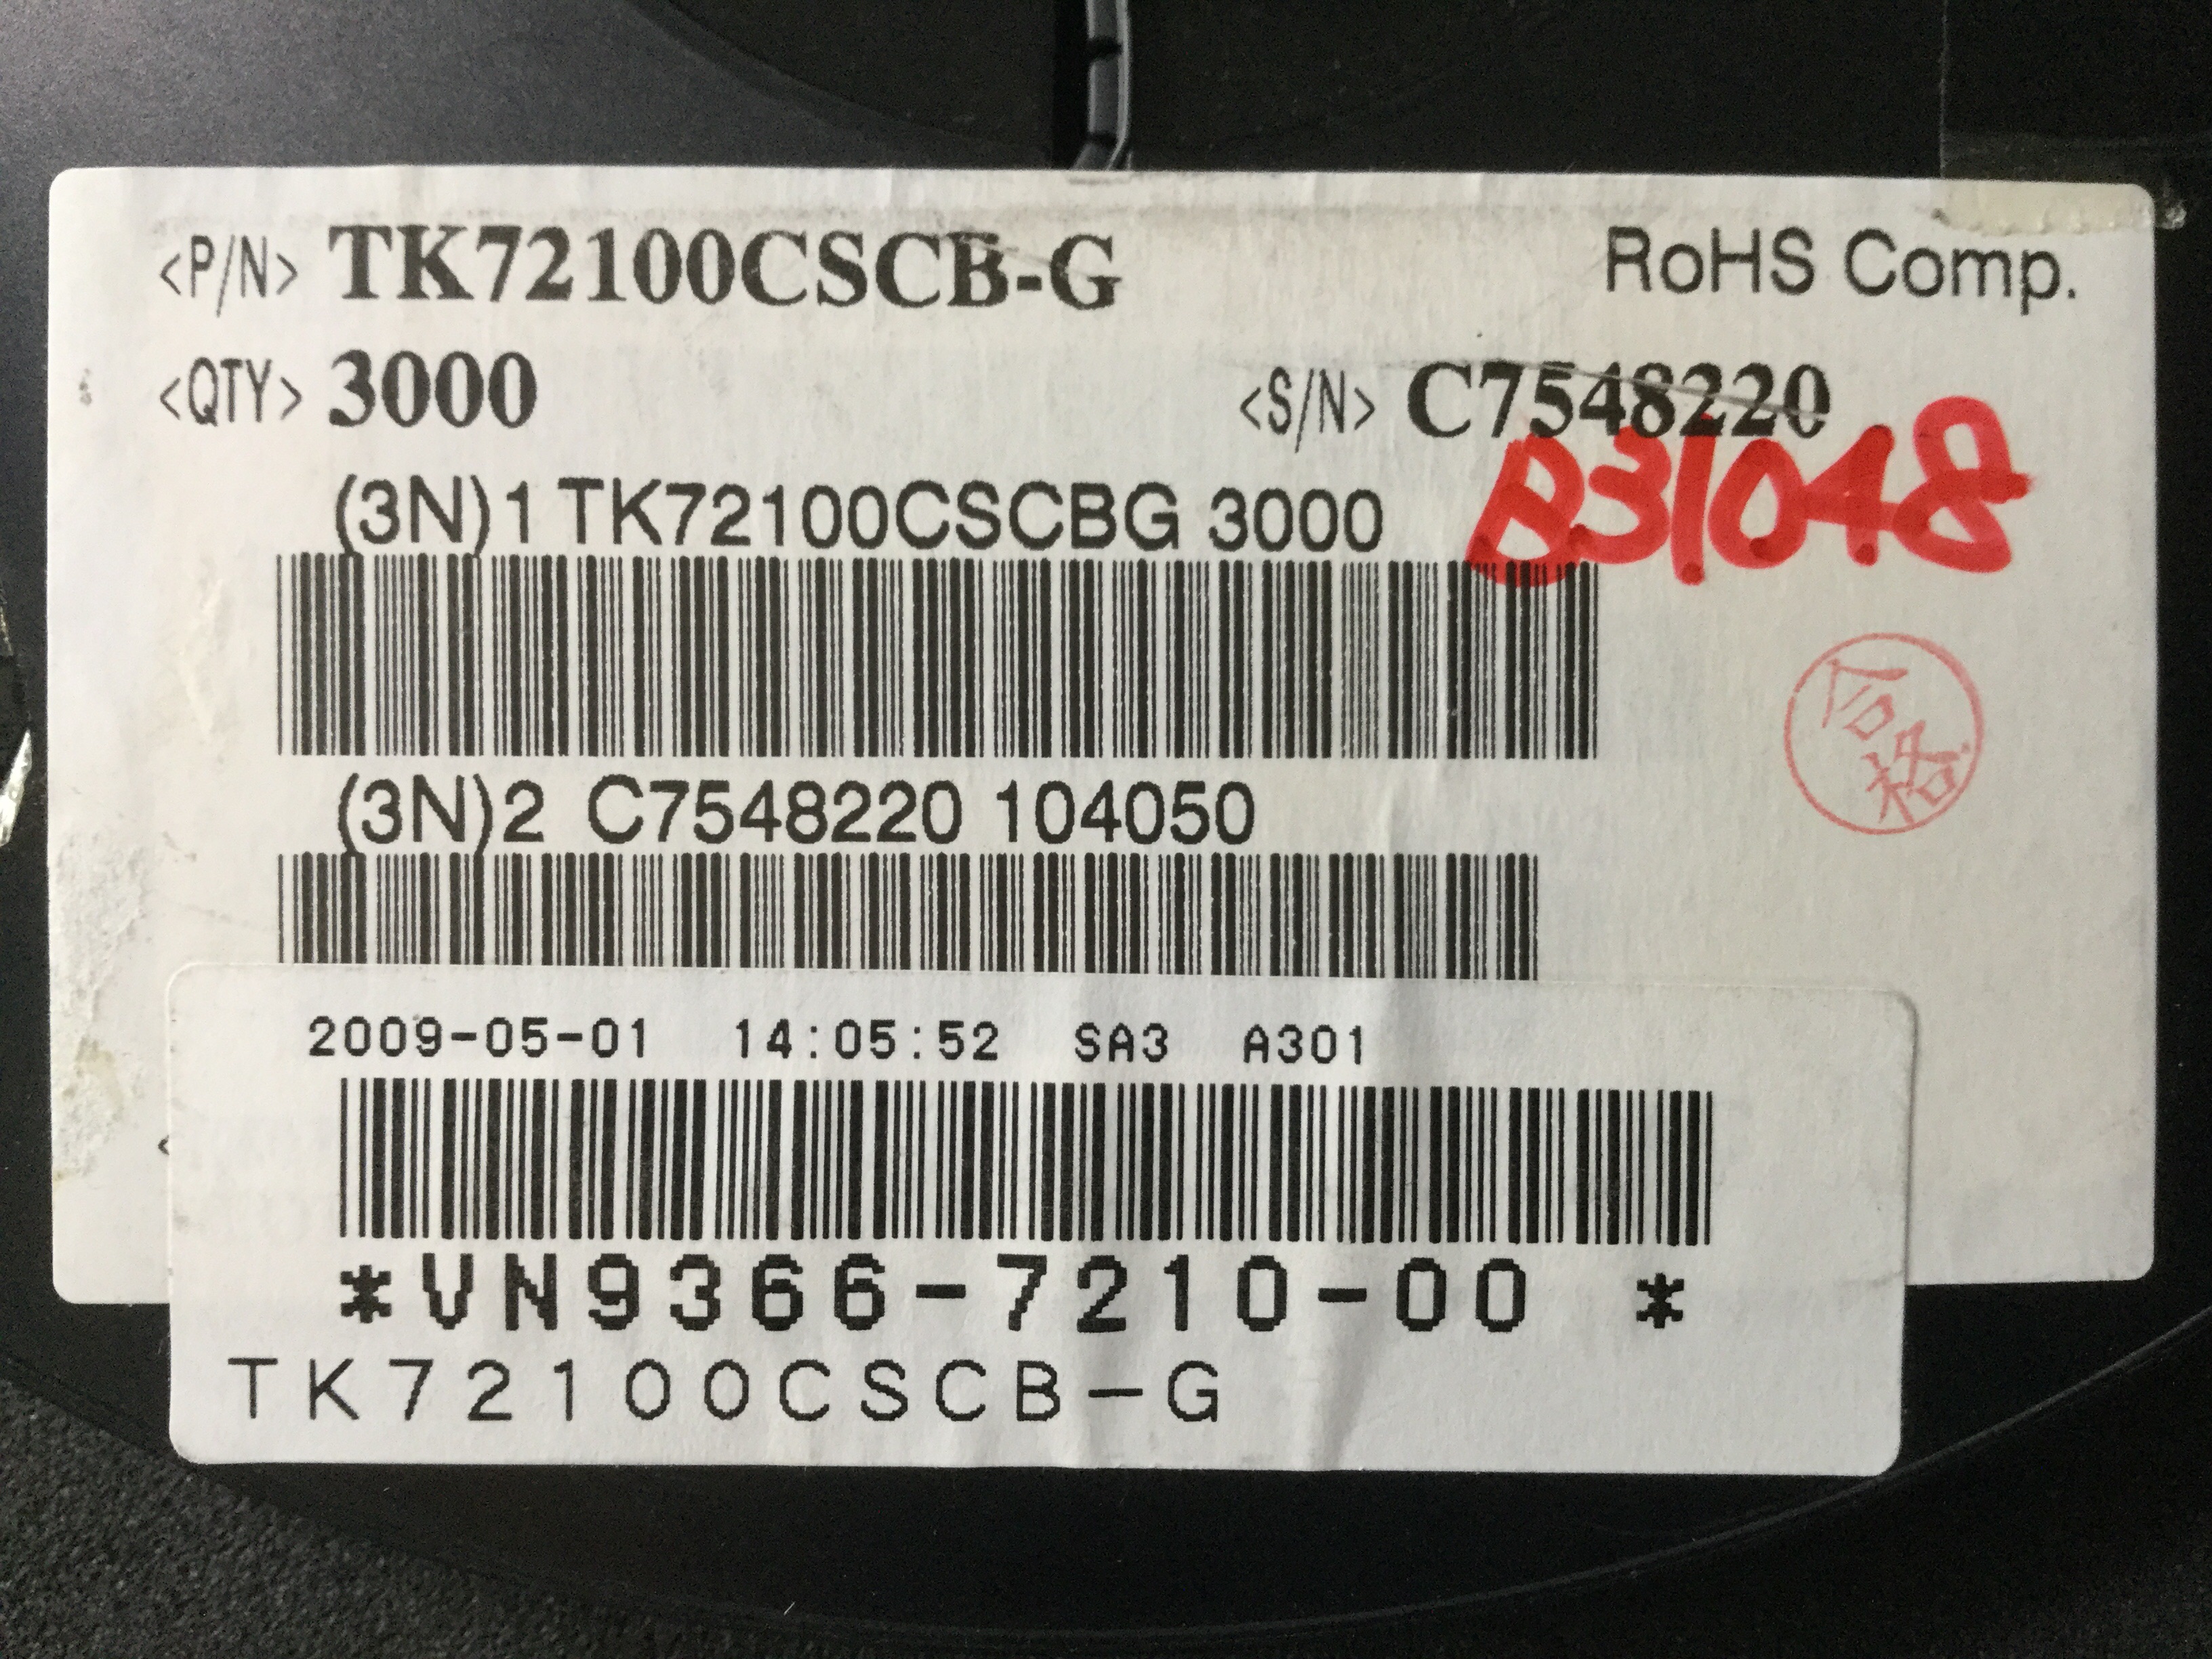 <P/N> TK72100CSCB-G RoHS Comp.
<QTY> 3000 <S/N> C7548220
B31048
(3N)1 TK72100CSCBG 3000
合格
(3N)2 C7548220 104050
2009-05-01 14:05:52 SA3 A301
*VN9366-7210-00 *
TK72100CSCB-G